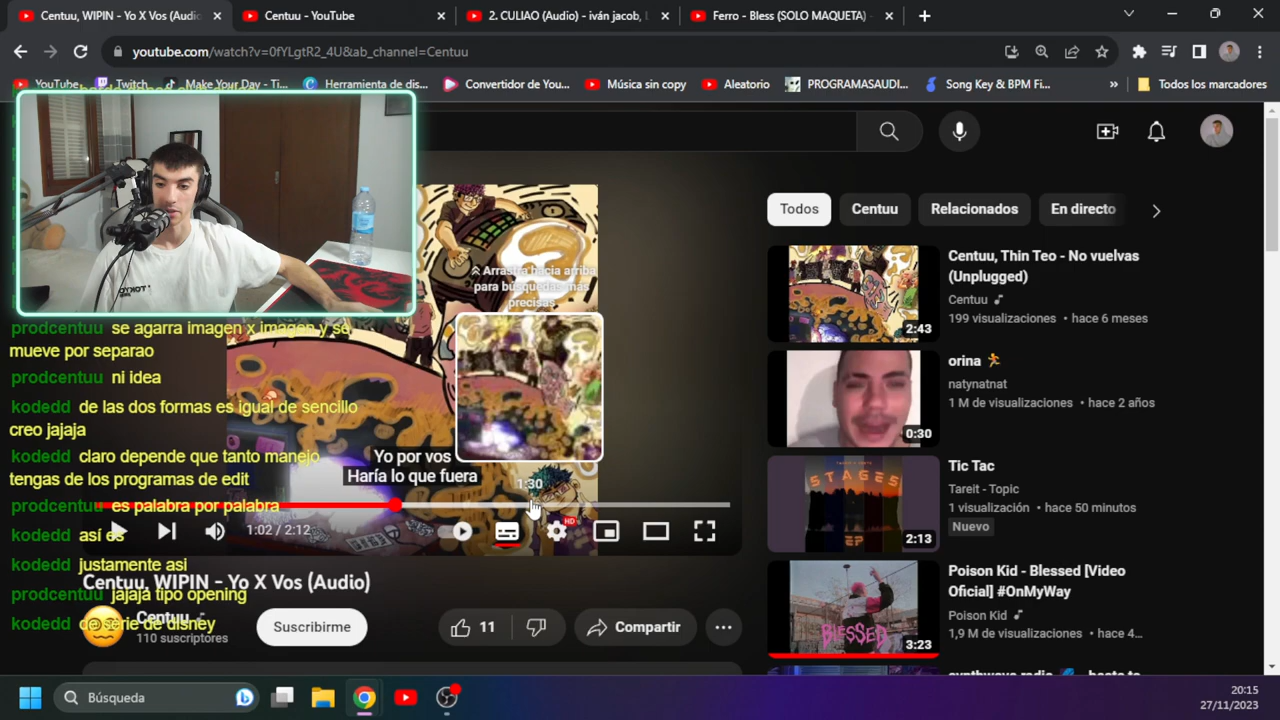 Centuu, WIPIN - Yo X Vos (Audio
Centuu - YouTube
2. CULIAO (Audio) - iván jacob,
Ferro - Bless (SOLO MAQUETA) -
youtube.com/watch?v=0fYLgtR2_4U&ab_channel=Centuu
YouTube
Twitch
Make Your Day - Ti...
Herramienta de dis...
Convertidor de You...
Música sin copy
Aleatorio
PROGRAMASAUDI...
Song Key & BPM Fi...
»
Todos los marcadores
Todos
Centuu
Relacionados
En directo
Arrastra hacia arriba
para búsquedas más
precisas
prodcentuu se agarra imagen x imagen y se
mueve por separao
prodcentuu ni idea
kodedd de las dos formas es igual de sencillo
creo jajaja
kodedd claro depende que tanto manejo
tengas de los programas de edit
prodcentuu es palabra por palabra
kodedd así es
kodedd justamente asi
prodcentuu jajaja tipo opening
kodedd de serie de disney
Yo por vos
Haría lo que fuera
1:30
1:02 / 2:12
HD
Centuu, WIPIN - Yo X Vos (Audio)
Centuu
110 suscriptores
Suscribirme
11
Compartir
Centuu, Thin Teo - No vuelvas
(Unplugged)
Centuu
199 visualizaciones • hace 6 meses
2:43
orina
natynatnat
1 M de visualizaciones • hace 2 años
0:30
STAGES
EP
Tic Tac
Tareit - Topic
1 visualización • hace 50 minutos
Nuevo
2:13
BLESSED
Poison Kid - Blessed [Video
Oficial] #OnMyWay
Poison Kid
1,9 M de visualizaciones • hace 4...
3:23
Búsqueda
20:15
27/11/2023